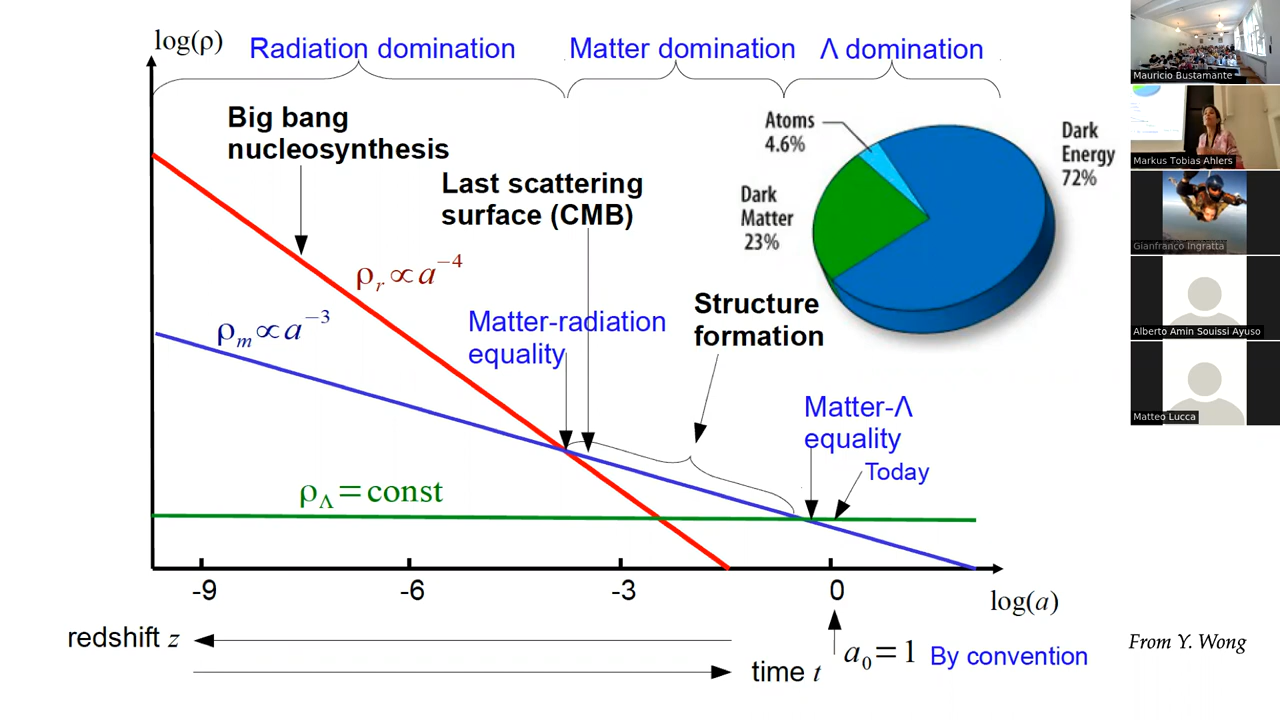 log(ρ)
Radiation domination
Matter domination
Λ domination
Big bang
nucleosynthesis
Last scattering
surface (CMB)
Atoms
4.6%
Dark
Energy
72%
Dark
Matter
23%
ρr ∝ a⁻⁴
ρm ∝ a⁻³
Matter-radiation
equality
Structure
formation
Matter-Λ
equality
Today
ρΛ = const
-9
-6
-3
0
log(a)
redshift z
time t
a₀ = 1
By convention
From Y. Wong
Mauricio Bustamante
Markus Tobias Ahlers
Gianfranco Ingratta
Alberto Amin Souissi Ayuso
Matteo Lucca